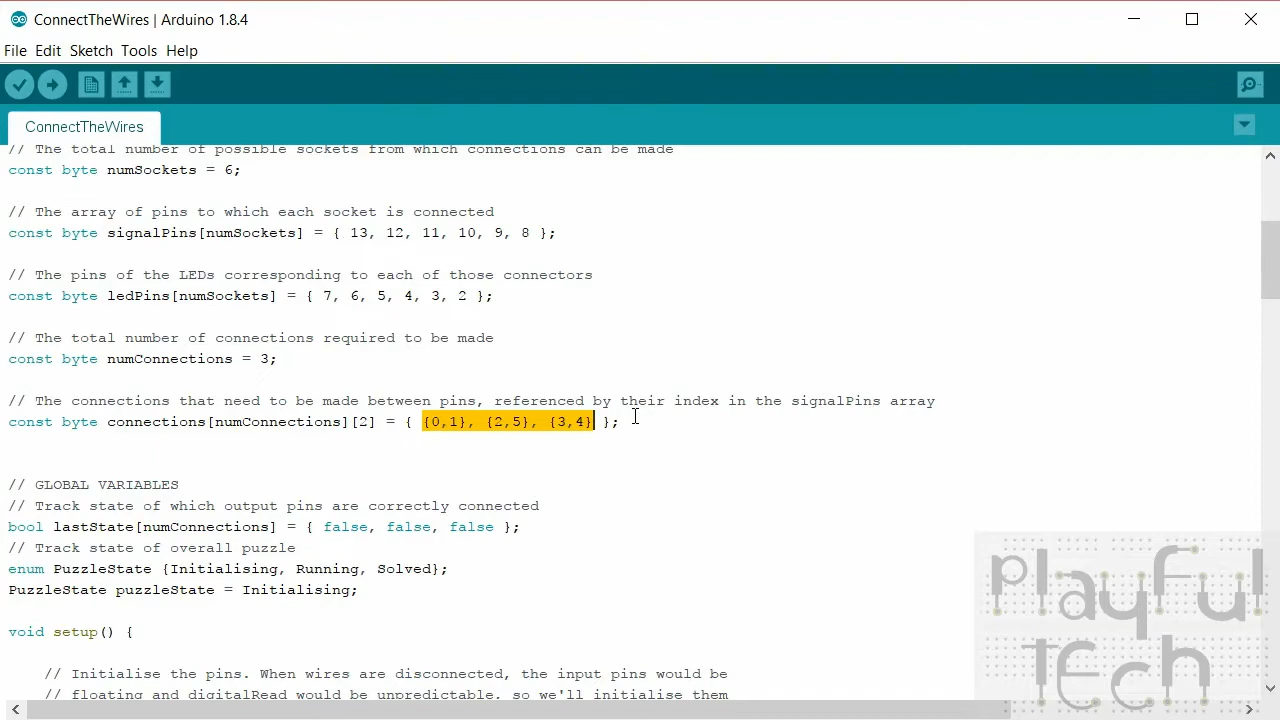 ConnectTheWires | Arduino 1.8.4
File Edit Sketch Tools Help
ConnectTheWires
// The total number of possible sockets from which connections can be made
const byte numSockets = 6;
// The array of pins to which each socket is connected
const byte signalPins[numSockets] = { 13, 12, 11, 10, 9, 8 };
// The pins of the LEDs corresponding to each of those connectors
const byte ledPins[numSockets] = { 7, 6, 5, 4, 3, 2 };
// The total number of connections required to be made
const byte numConnections = 3;
// The connections that need to be made between pins, referenced by their index in the signalPins array
const byte connections[numConnections][2] = { {0,1}, {2,5}, {3,4} };
// GLOBAL VARIABLES
// Track state of which output pins are correctly connected
bool lastState[numConnections] = { false, false, false };
// Track state of overall puzzle
enum PuzzleState {Initialising, Running, Solved};
PuzzleState puzzleState = Initialising;
void setup() {
// Initialise the pins. When wires are disconnected, the input pins would be
// floating and digitalRead would be unpredictable, so we'll initialise them
playful
tech